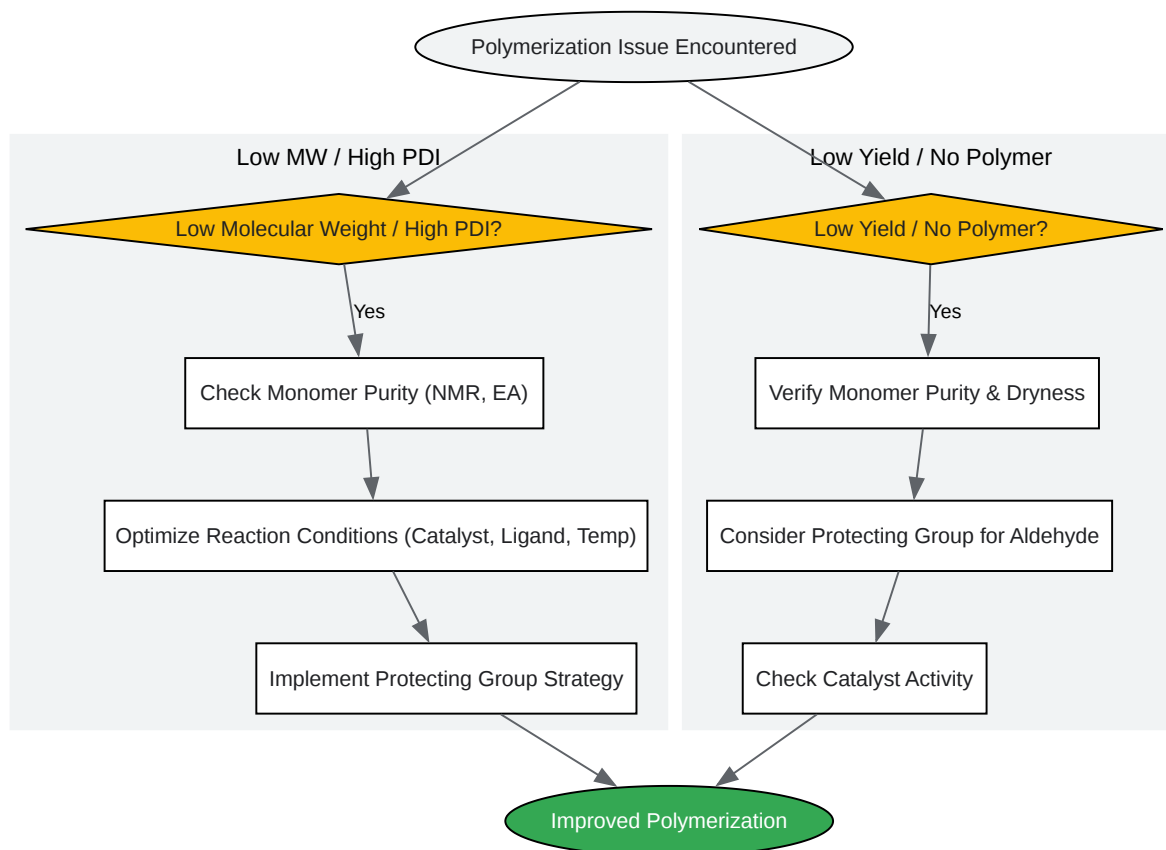 Polymerization Issue Encountered
Low MW / High PDI
Low Yield / No Polymer
Low Molecular Weight / High PDI?
Low Yield / No Polymer?
Yes
Yes
Check Monomer Purity (NMR, EA)
Verify Monomer Purity & Dryness
Optimize Reaction Conditions (Catalyst, Ligand, Temp)
Consider Protecting Group for Aldehyde
Implement Protecting Group Strategy
Check Catalyst Activity
Improved Polymerization